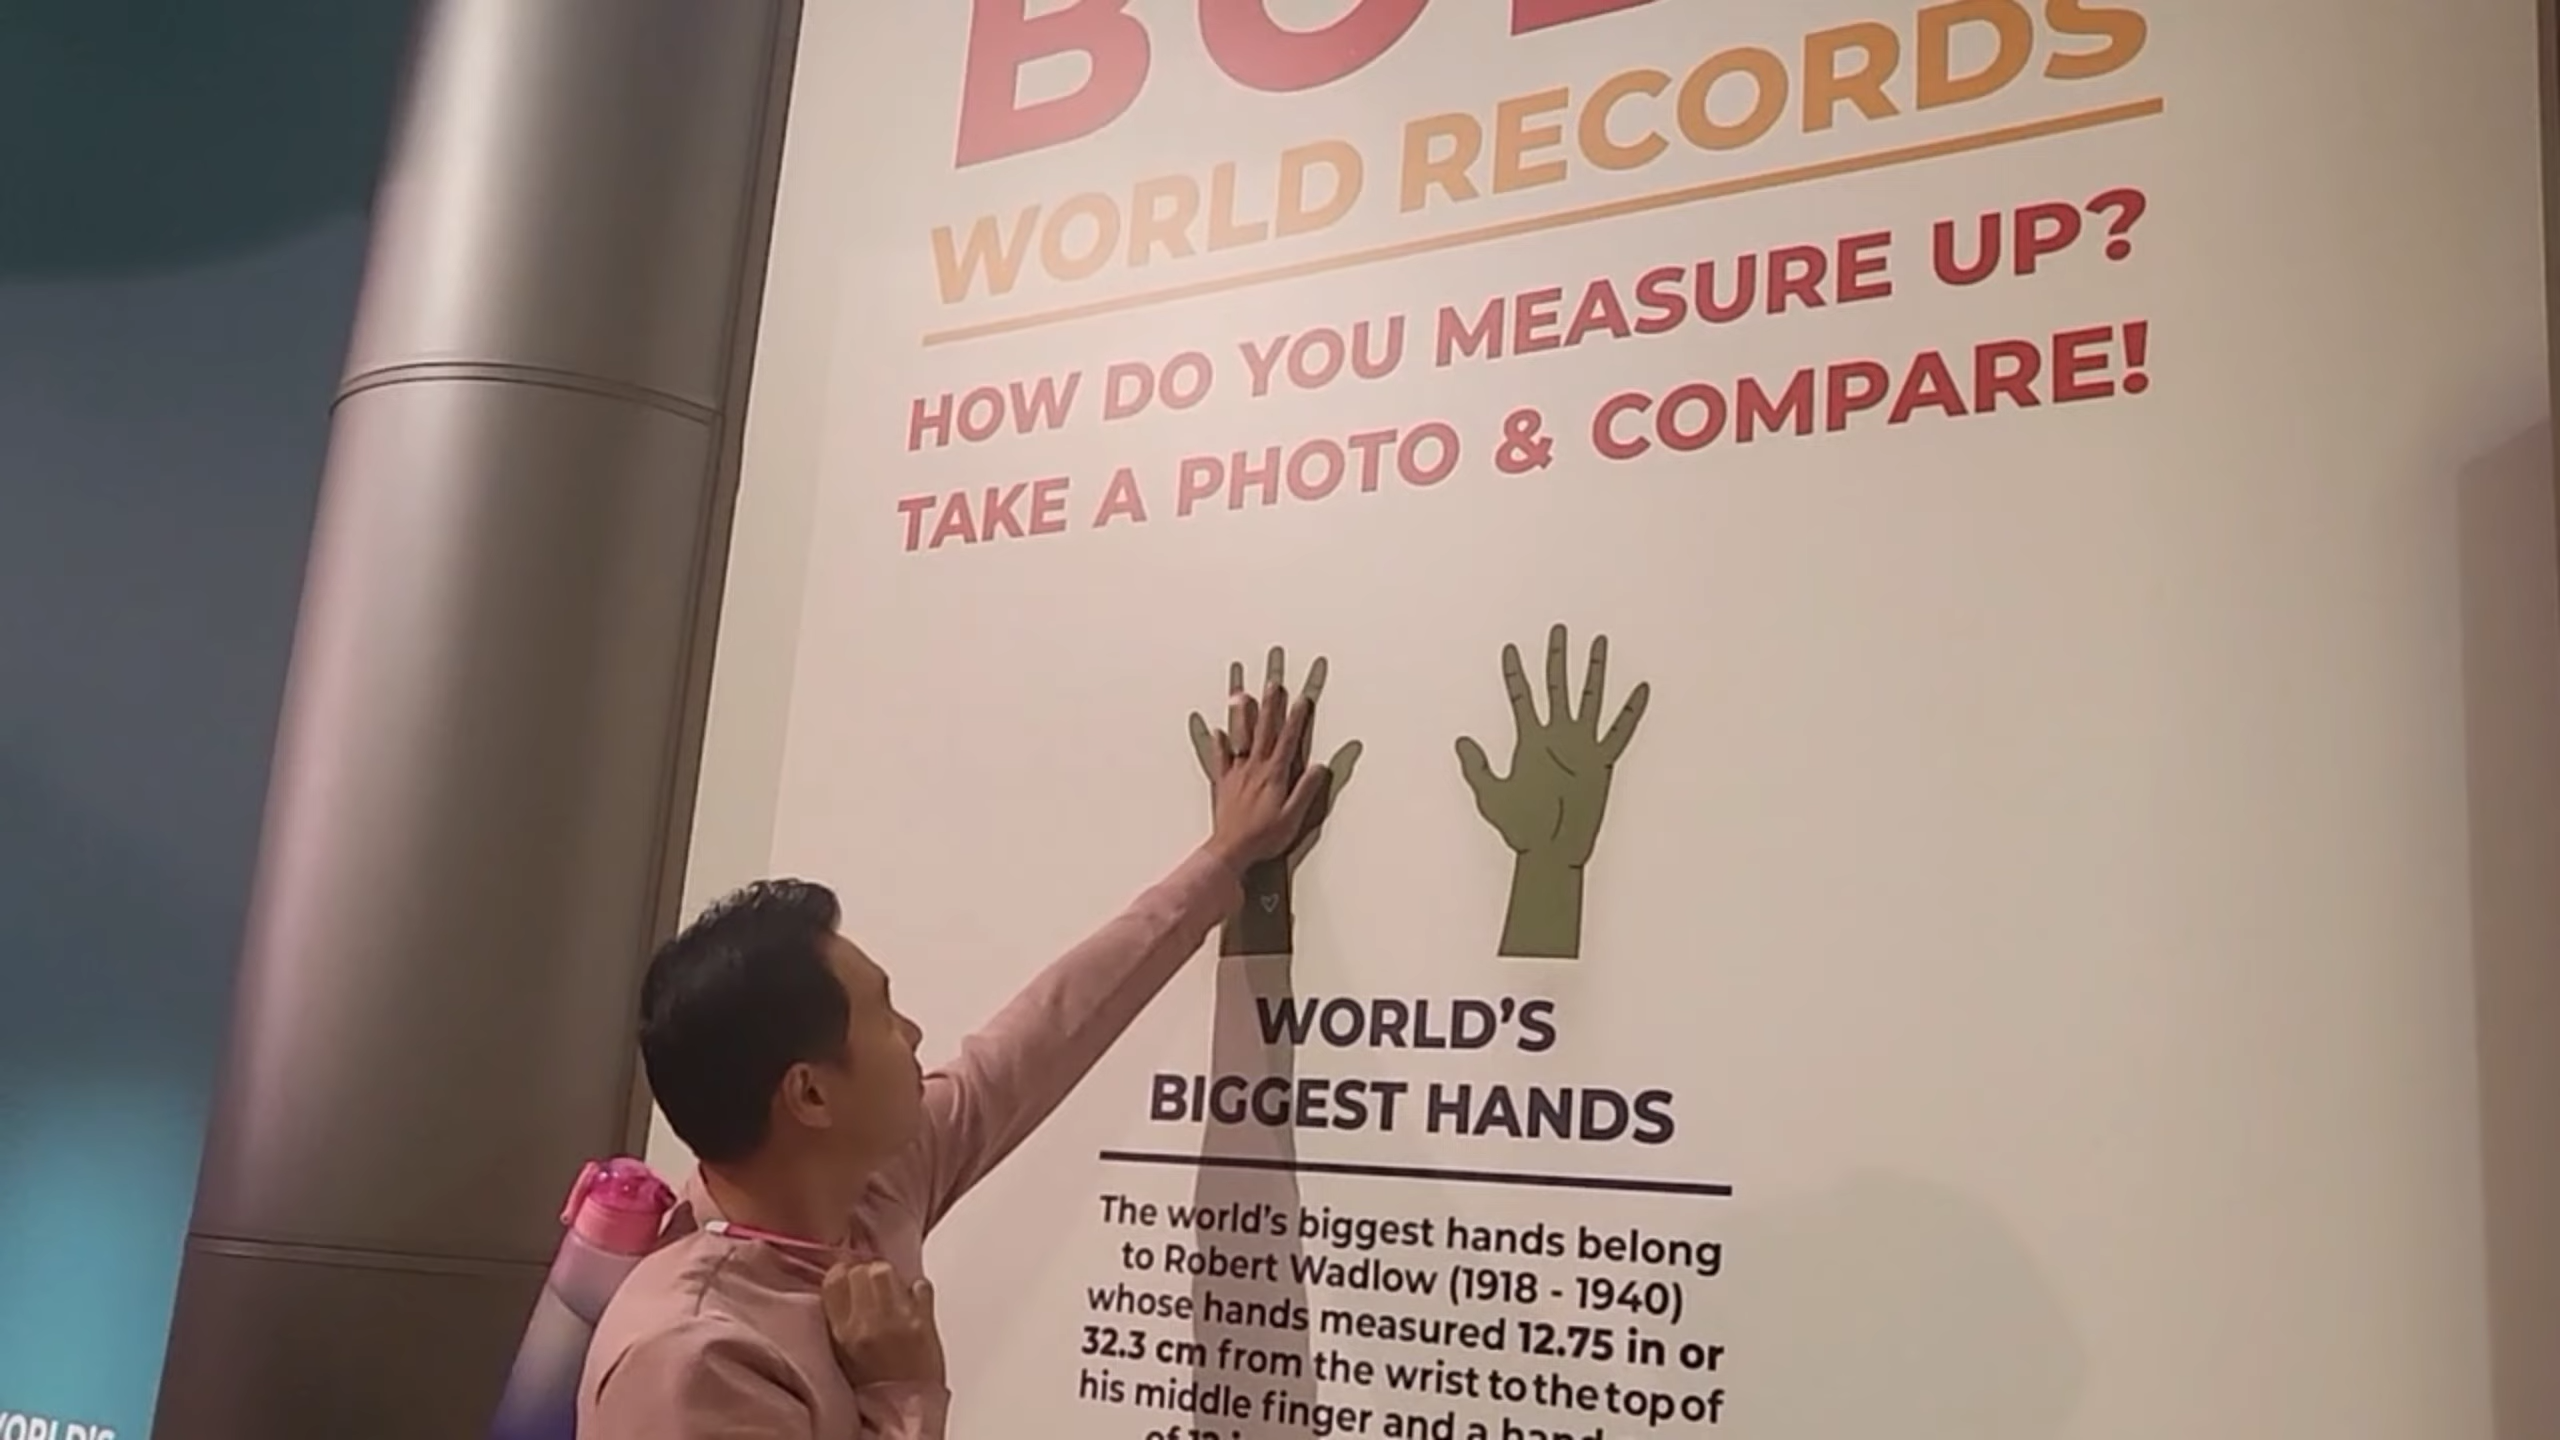 WORLD RECORDS
HOW DO YOU MEASURE UP?
TAKE A PHOTO & COMPARE!
WORLD'S
BIGGEST HANDS
The world's biggest hands belong
to Robert Wadlow (1918 - 1940)
whose hands measured 12.75 in or
32.3 cm from the wrist to the top of
his middle finger and a hand
WORLD'S